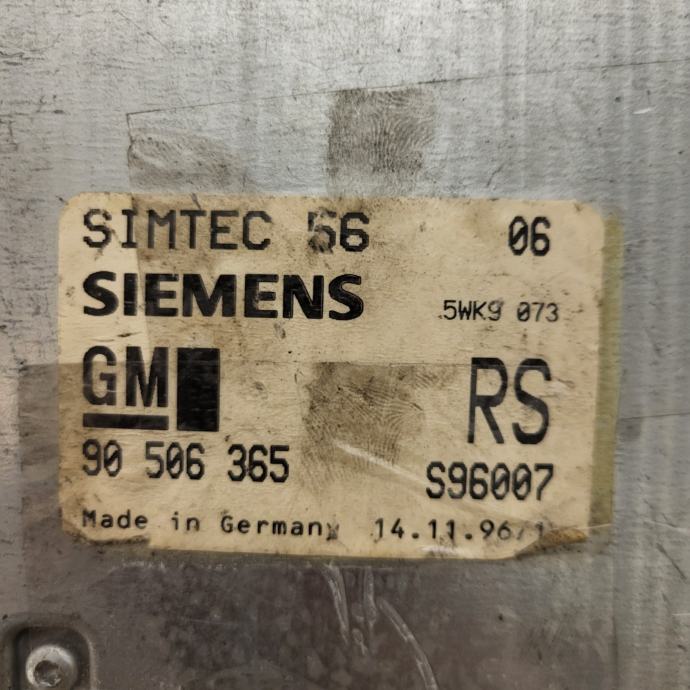 SIMTEC 56 06
SIEMENS 5WK9 073
GM RS
90 506 365 S96007
Made in Germany 14.11.96/1